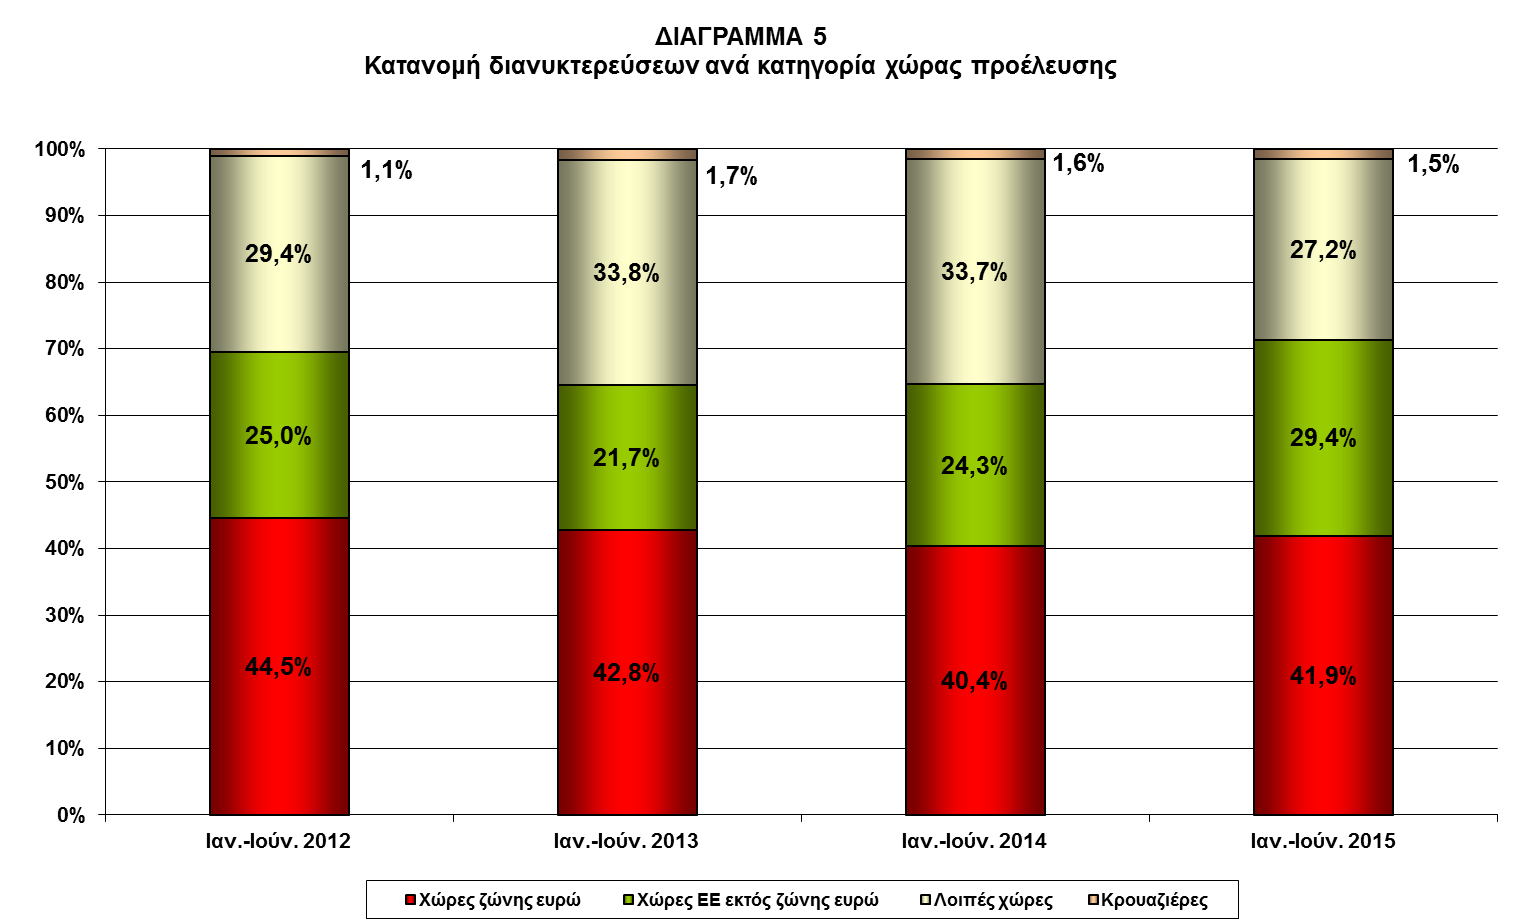 ΔΙΑΓΡΑΜΜΑ 5
Κατανομή διανυκτερεύσεων ανά κατηγορία χώρας προέλευσης
100%
90%
80%
70%
60%
50%
40%
30%
20%
10%
0%
1,1%
29,4%
25,0%
44,5%
1,7%
33,8%
21,7%
42,8%
1,6%
33,7%
24,3%
40,4%
1,5%
27,2%
29,4%
41,9%
Ιαν.-Ιούν. 2012
Ιαν.-Ιούν. 2013
Ιαν.-Ιούν. 2014
Ιαν.-Ιούν. 2015
Χώρες ζώνης ευρώ
Χώρες ΕΕ εκτός ζώνης ευρώ
Λοιπές χώρες
Κρουαζιέρες